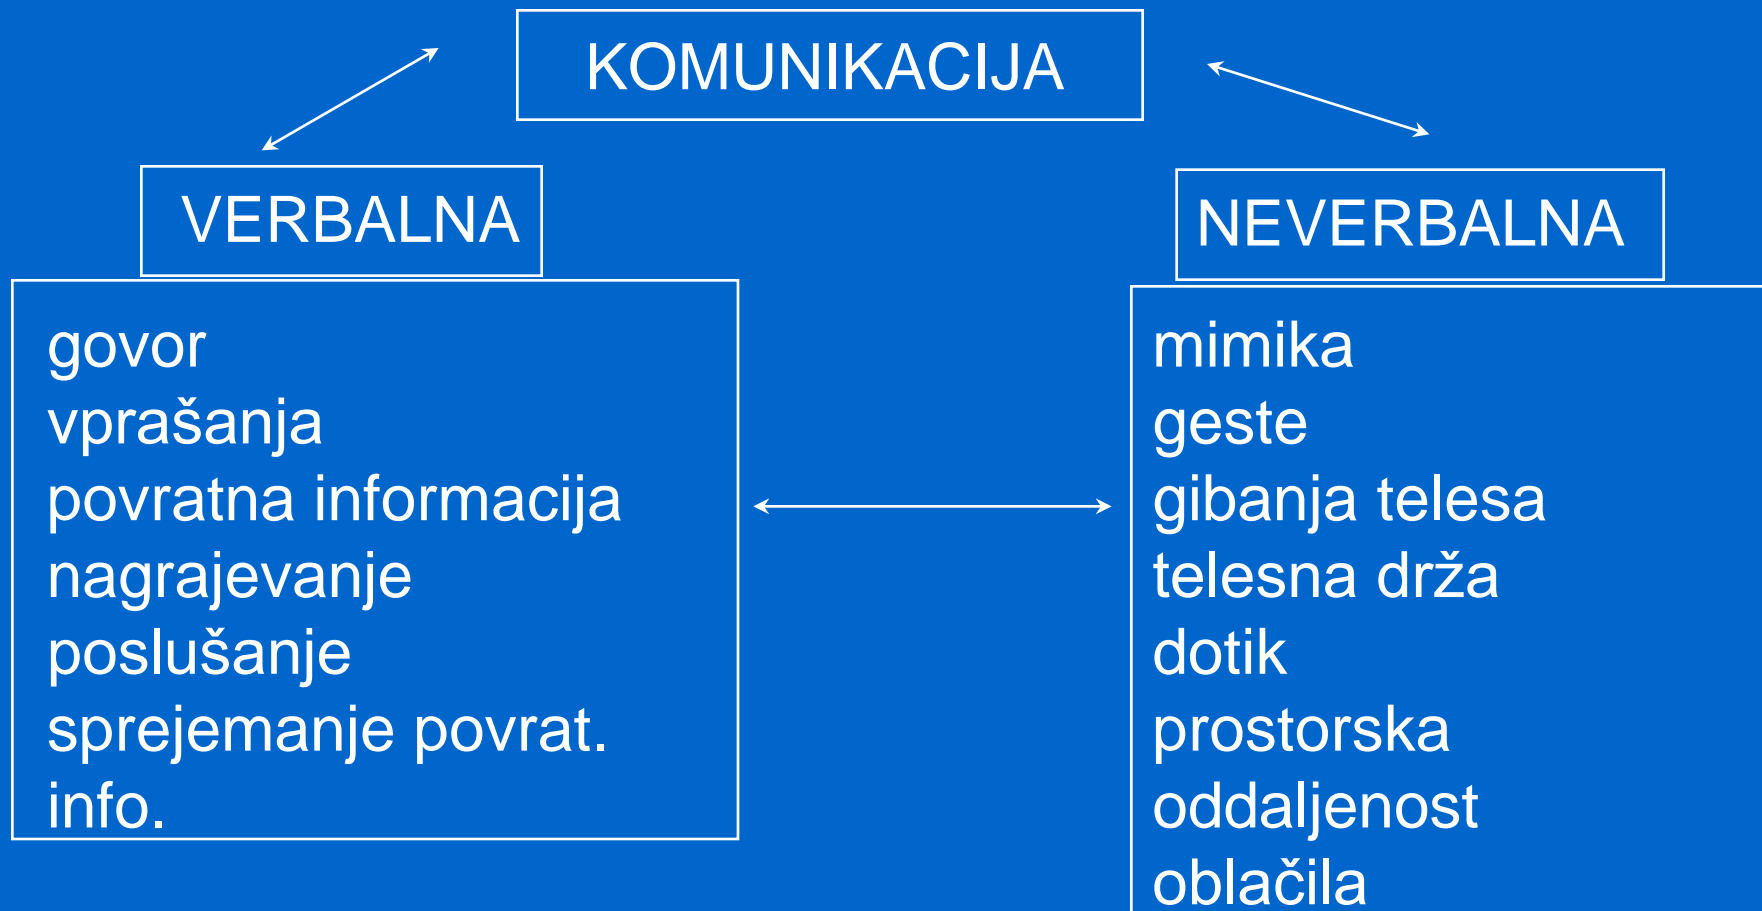 KOMUNIKACIJA
VERBALNA
NEVERBALNA
govor
vprašanja
povratna informacija
nagrajevanje
poslušanje
sprejemanje povrat.
info.
mimika
geste
gibanja telesa
telesna drža
dotik
prostorska
oddaljenost
oblačila